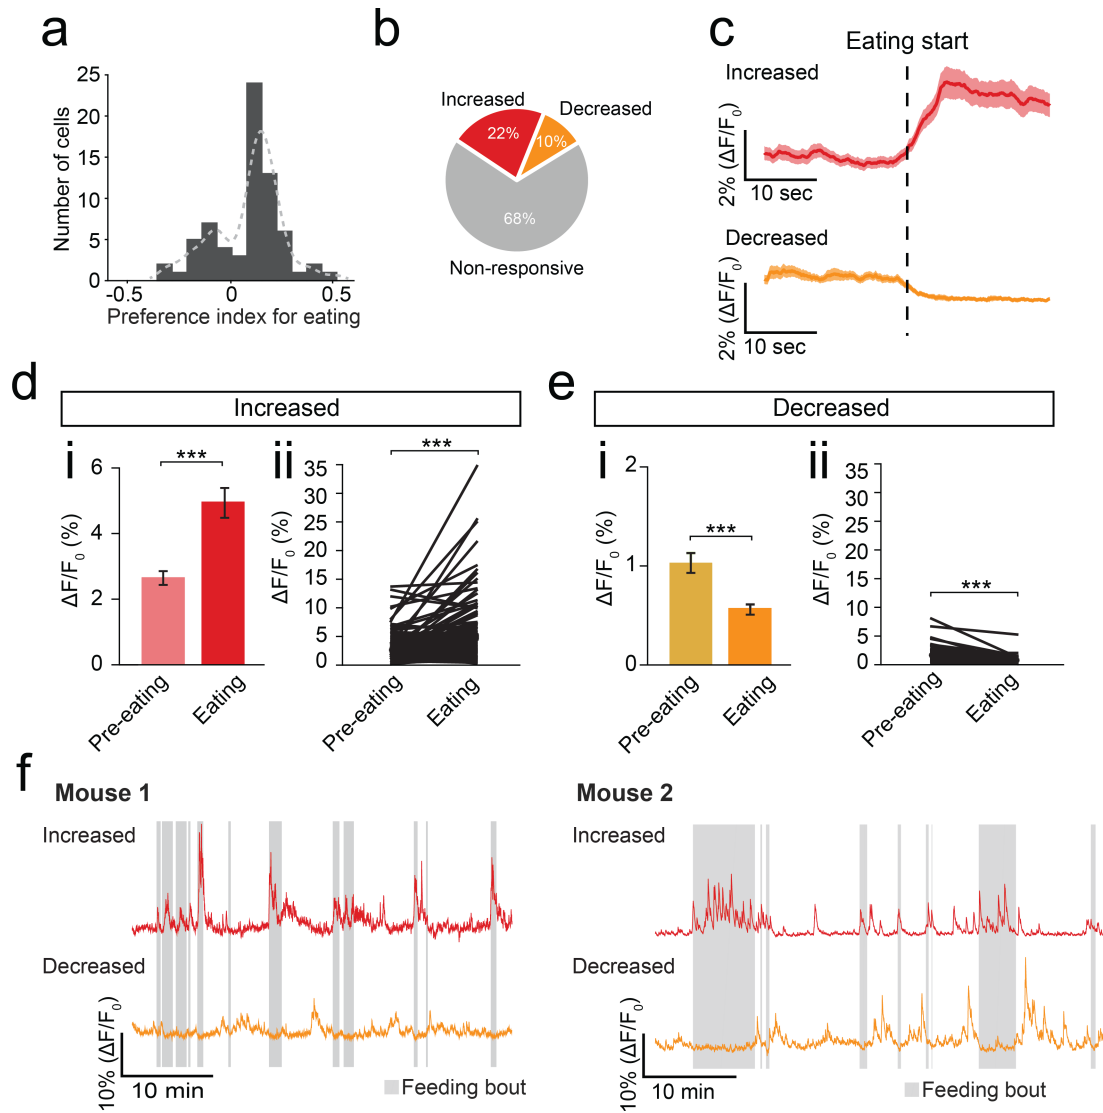 a
Number of cells
25
20
15
10
5
0
-0.5
0
0.5
Preference index for eating
b
Increased
Decreased
22%
10%
68%
Non-responsive
c
Eating start
Increased
2% (ΔF/F0)
10 sec
Decreased
2% (ΔF/F0)
10 sec
d
Increased
i
ΔF/F0 (%)
6
4
2
0
***
Pre-eating
Eating
ii
ΔF/F0 (%)
35
30
25
20
15
10
5
0
***
Pre-eating
Eating
e
Decreased
i
ΔF/F0 (%)
2
1
0
***
Pre-eating
Eating
ii
ΔF/F0 (%)
35
30
25
20
15
10
5
0
***
Pre-eating
Eating
f
Mouse 1
Increased
Decreased
10% (ΔF/F0)
10 min
Feeding bout
Mouse 2
Increased
Decreased
10% (ΔF/F0)
10 min
Feeding bout